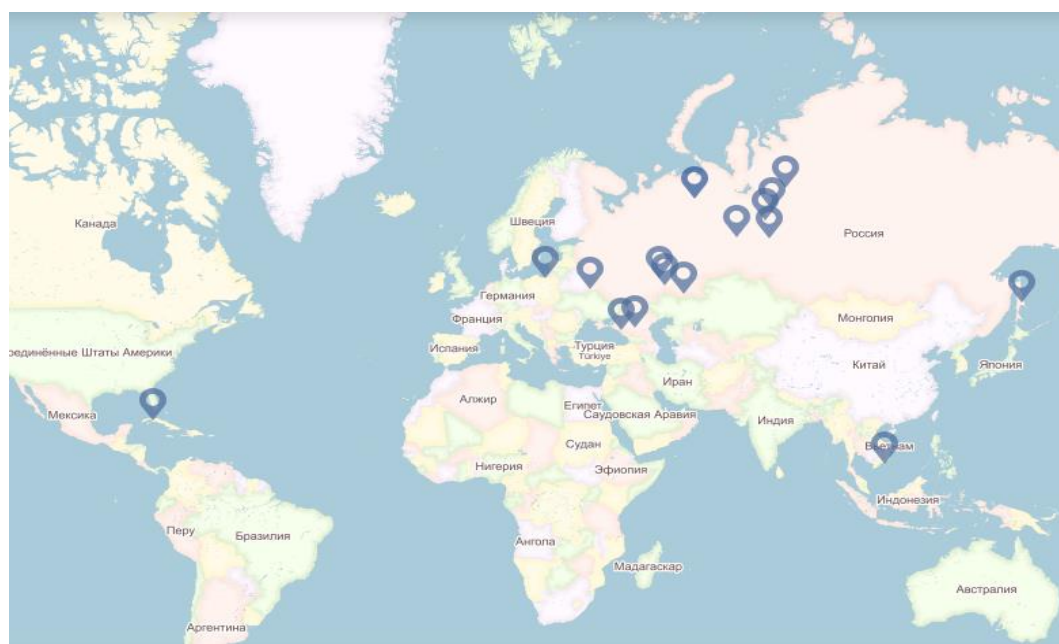 Канада
Швеция
Россия
Германия
Франция
Монголия
Испания
Турция
Türkiye
единённые Штаты Америки
Китай
Япония
Иран
Мексика
Алжир
Египет
Саудовская Аравия
Индия
Судан
Нигерия
Эфиопия
Индонезия
Перу
Бразилия
Ангола
Мадагаскар
Австралия
Аргентина